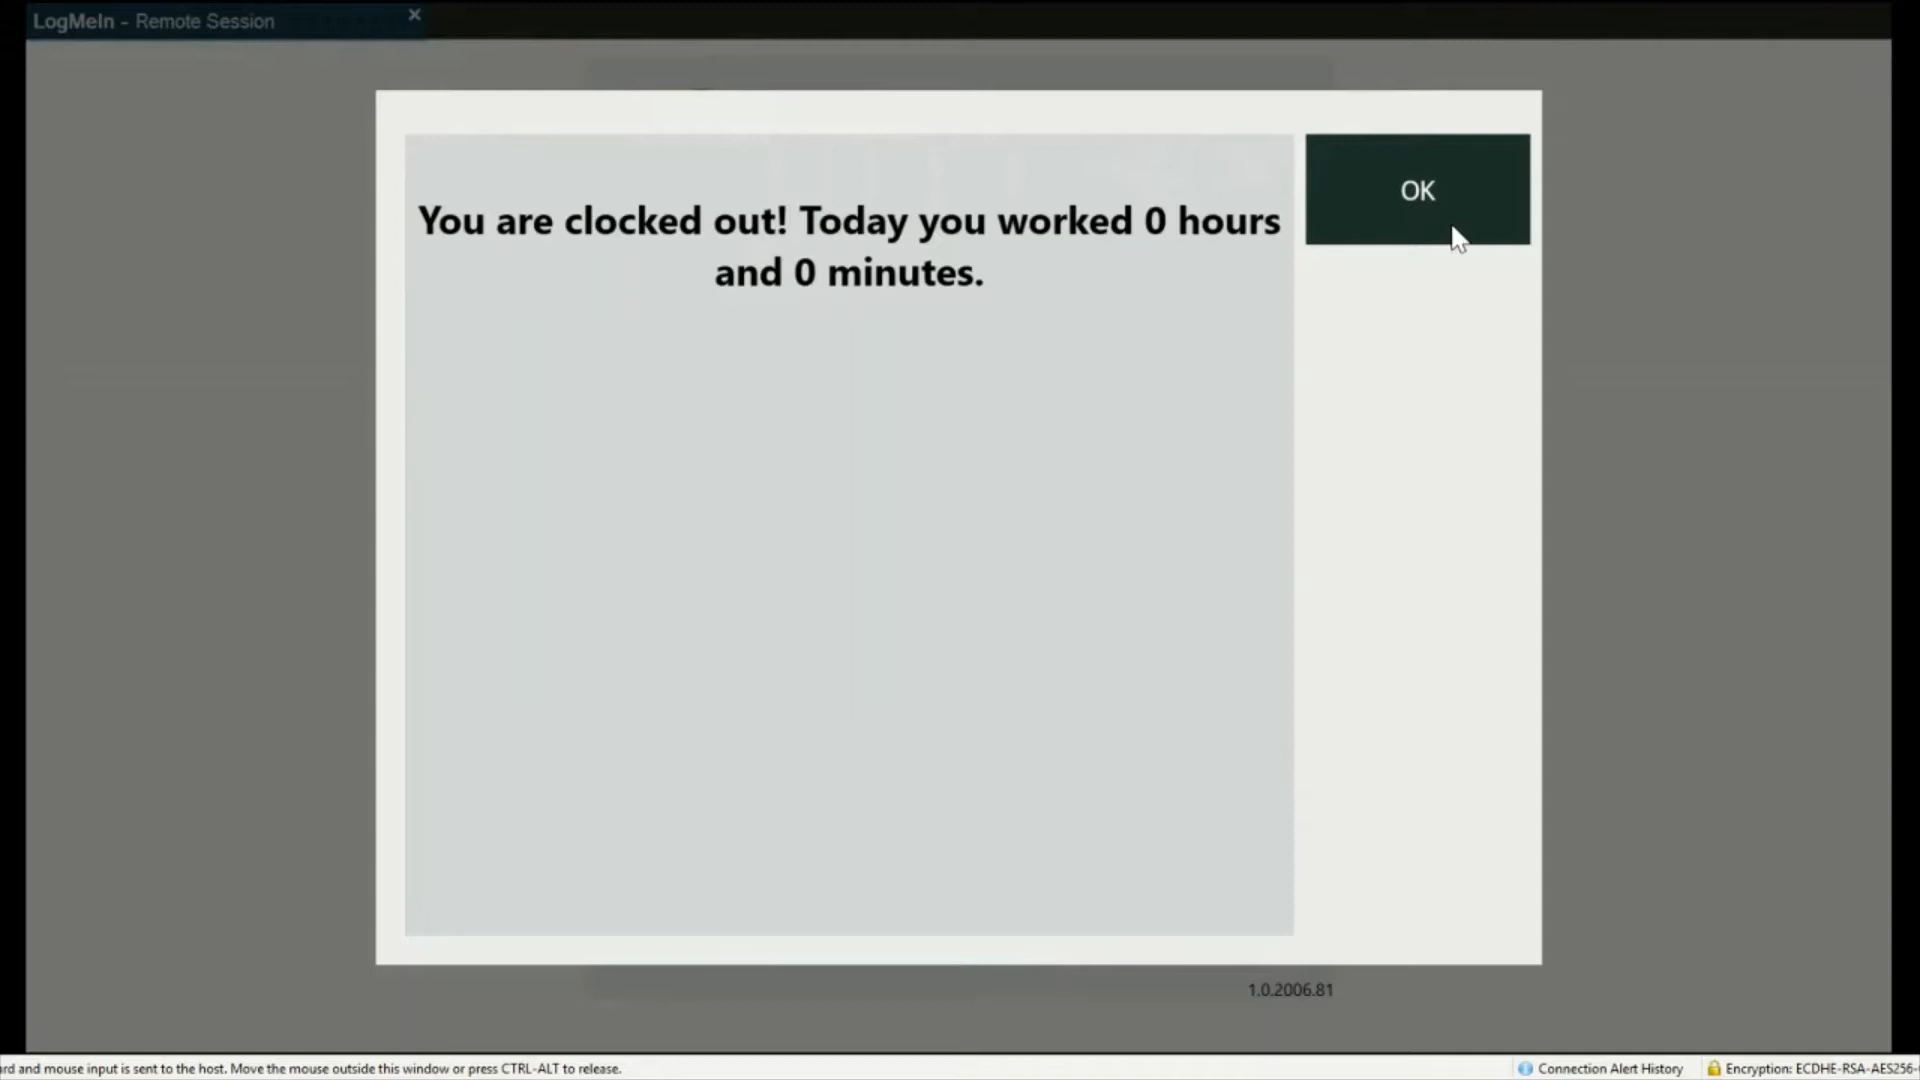 LogMeIn - Remote Session
OK
You are clocked out! Today you worked 0 hours
and 0 minutes.
1.0.2006.81
rd and mouse input is sent to the host. Move the mouse outside this window or press CTRL-ALT to release.
Connection Alert History
Encryption: ECDHE-RSA-AES256-